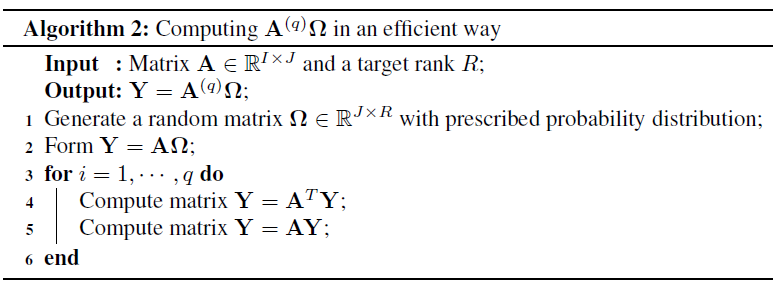 Algorithm 2: Computing A^(q)Ω in an efficient way
Input : Matrix A ∈ ℝ^{I×J} and a target rank R;
Output: Y = A^(q)Ω;
1 Generate a random matrix Ω ∈ ℝ^{J×R} with prescribed probability distribution;
2 Form Y = AΩ;
3 for i = 1, ⋯ , q do
4 Compute matrix Y = A^T Y;
5 Compute matrix Y = AY;
6 end